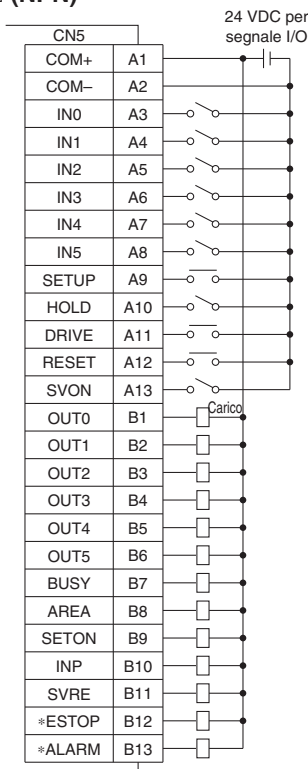 (NPN)
24 VDC per
segnale I/O
CN5
COM+ A1
COM– A2
IN0 A3
IN1 A4
IN2 A5
IN3 A6
IN4 A7
IN5 A8
SETUP A9
HOLD A10
DRIVE A11
RESET A12
SVON A13
OUT0 B1 Carico
OUT1 B2
OUT2 B3
OUT3 B4
OUT4 B5
OUT5 B6
BUSY B7
AREA B8
SETON B9
INP B10
SVRE B11
*ESTOP B12
*ALARM B13